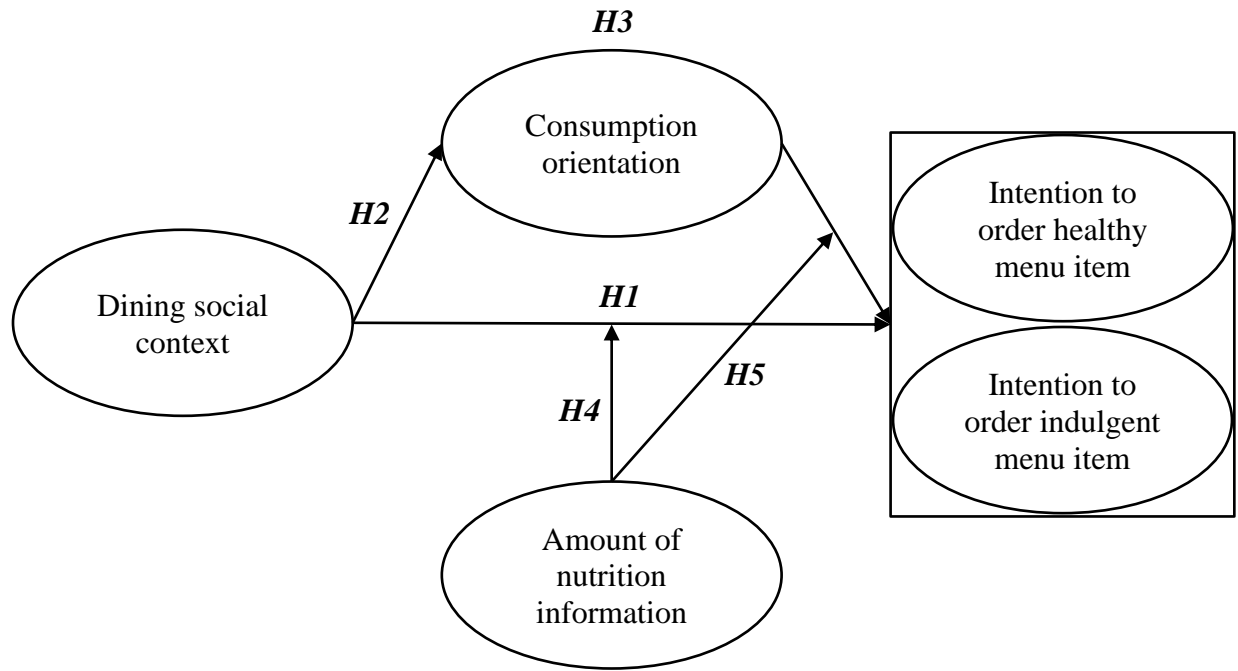 H3
Consumption
orientation
Intention to
order healthy
menu item
H2
H1
Dining social
context
H5
Intention to
order indulgent
menu item
H4
Amount of
nutrition
information